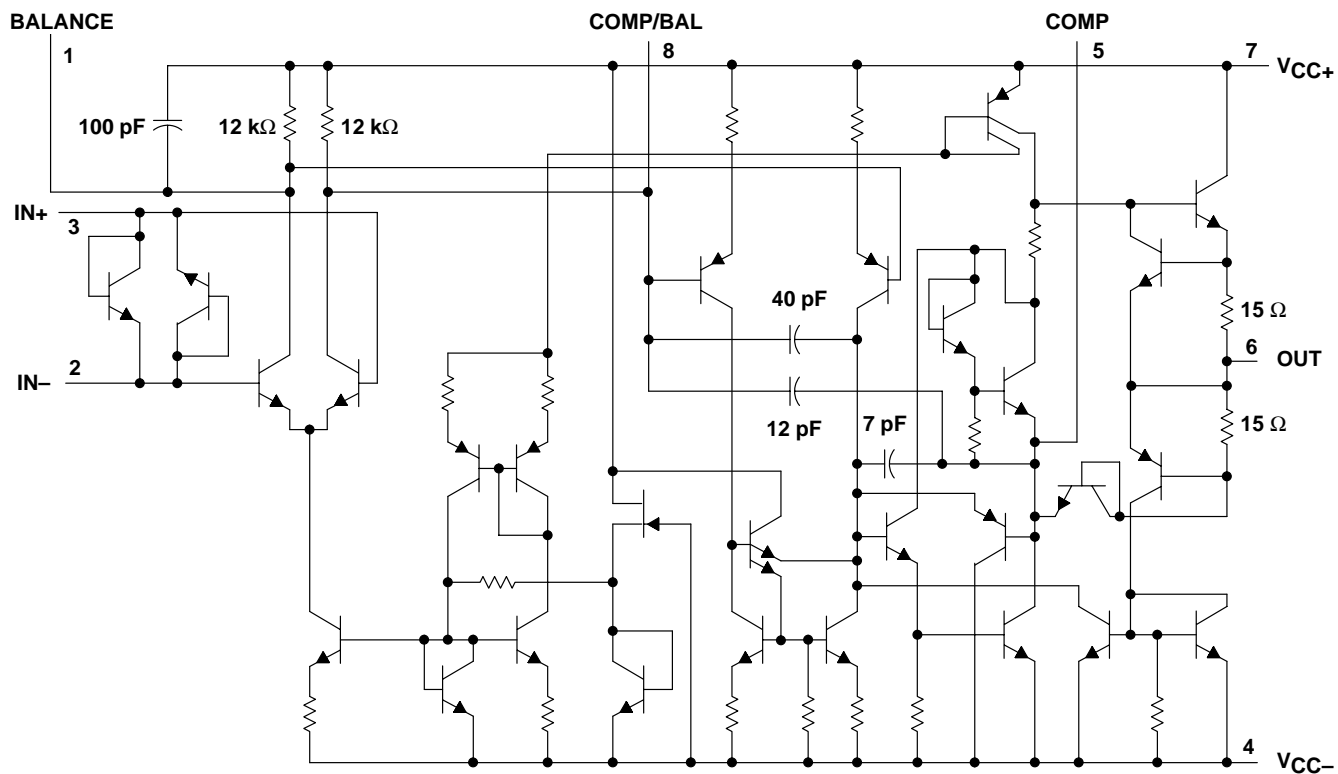 BALANCE
1
COMP/BAL
8
COMP
5
7
VCC+
100 pF
12 kΩ
12 kΩ
IN+
3
40 pF
15 Ω
6
OUT
IN–
2
12 pF
7 pF
15 Ω
4
VCC–